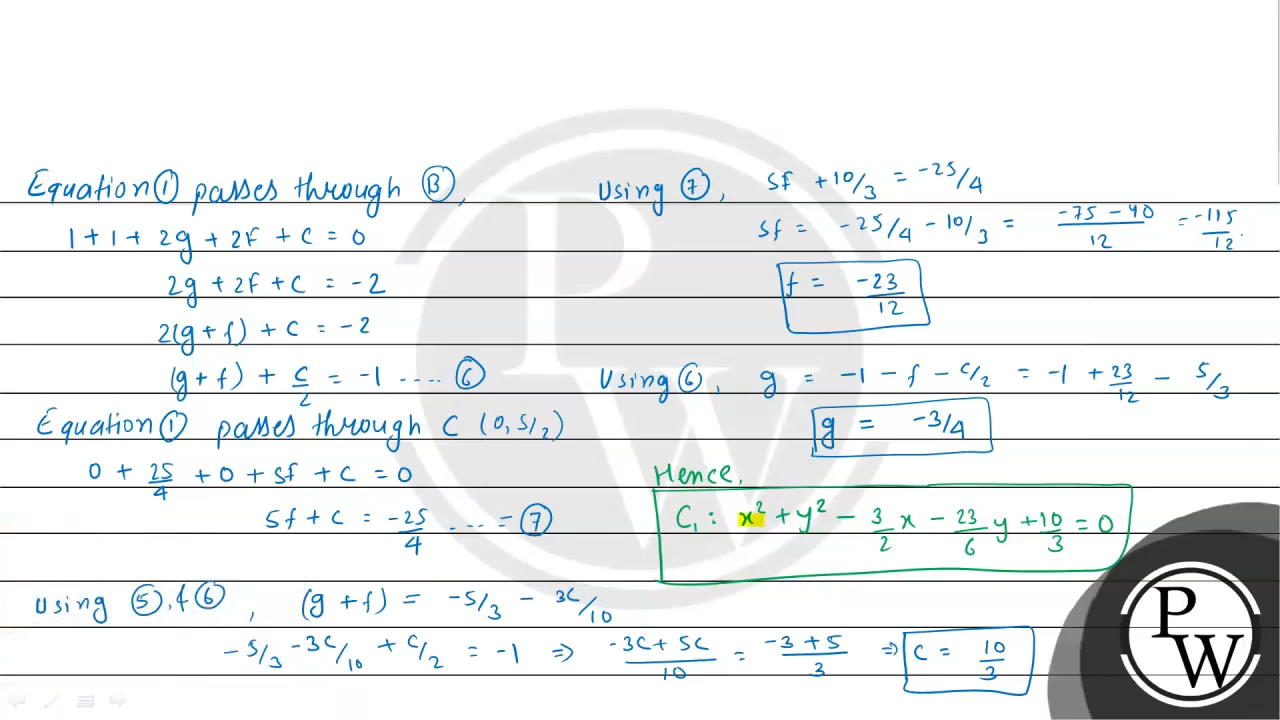 Equation ① passes through Ⓑ,
1 + 1 + 2g + 2f + c = 0
2g + 2f + c = -2
2(g + f) + c = -2
(g + f) + c/2 = -1 .... ⑥
Equation ① passes through C (0, 5/2)
0 + 25/4 + 0 + 5f + c = 0
5f + c = -25/4 ... = ⑦
Using ⑤, & ⑥, (g + f) = -5/3 - 3c/10
-5/3 - 3c/10 + c/2 = -1 ⇒ -3c + 5c/10 = -3 + 5/3 ⇒ c = 10/3
Using ⑦, 5f + 10/3 = -25/4
5f = -25/4 - 10/3 = -75 - 40/12 = -115/12.
f = -23/12
Using ⑥, g = -1 - f - c/2 = -1 + 23/12 - 5/3
g = -3/4
Hence,
C₁ : x² + y² - 3/2 x - 23/6 y + 10/3 = 0
PW
PW